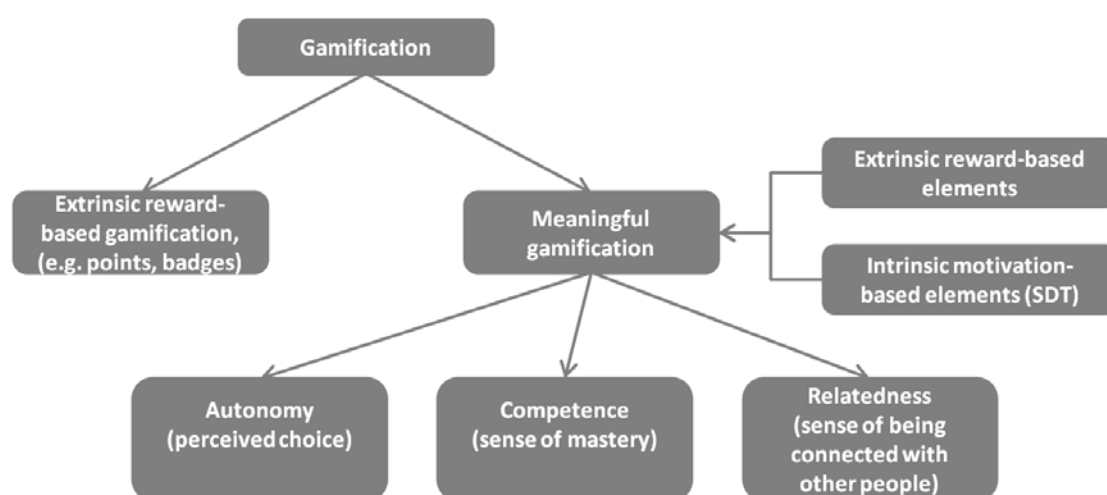 Gamification
Extrinsic reward-
based gamification,
(e.g. points, badges)
Meaningful
gamification
Extrinsic reward-based
elements
Intrinsic motivation-
based elements (SDT)
Autonomy
(perceived choice)
Competence
(sense of mastery)
Relatedness
(sense of being
connected with
other people)